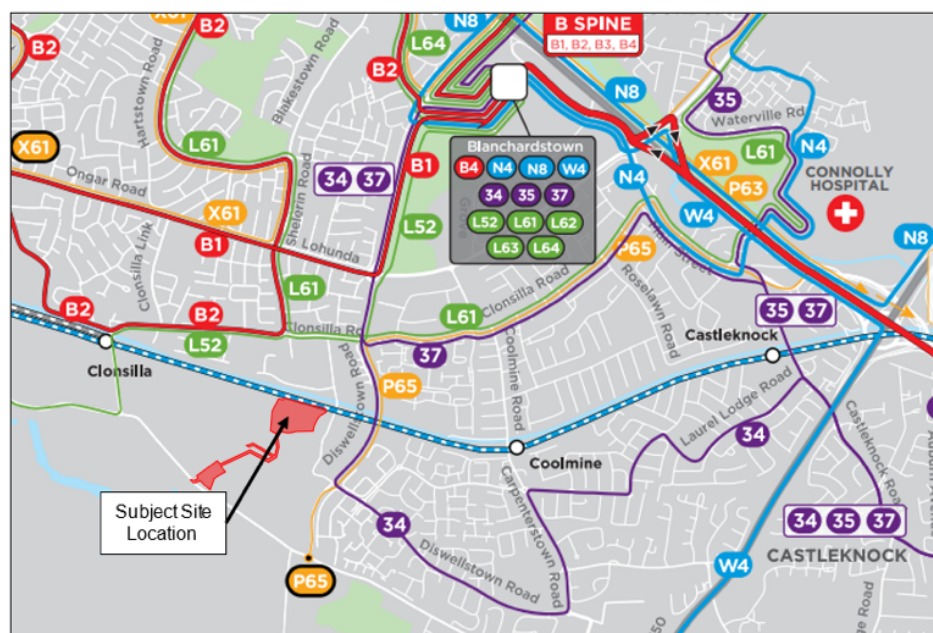 B2
X61
B2
L64
B2
N8
B SPINE
B1, B2, B3, B4
N8
35
Waterville Rd
Hartstown Road
Blakestown Road
X61
L61
Shelerin Road
34 37
B1
Blanchardstown
B4 N4 N8 W4
34 35 37
L52 L61 L62
L63 L64
N4
X61
P63
L61
N4
CONNOLLY
HOSPITAL
Ongar Road
X61
B1
Lohunda
L52
W4
N8
Clonsilla Link
L61
P65
Main Street
Roselawn Road
Clonsilla Road
L61
35 37
B2
L52
Clonsilla Rd
37
Coolmine Road
Castleknock
Clonsilla
Diswellstown Road
P65
Laurel Lodge Road
34
Castleknock Road
Coolmine
Carpenterstown Road
Subject Site
Location
34
Diswellstown Road
34 35 37
CASTLEKNOCK
W4
P65